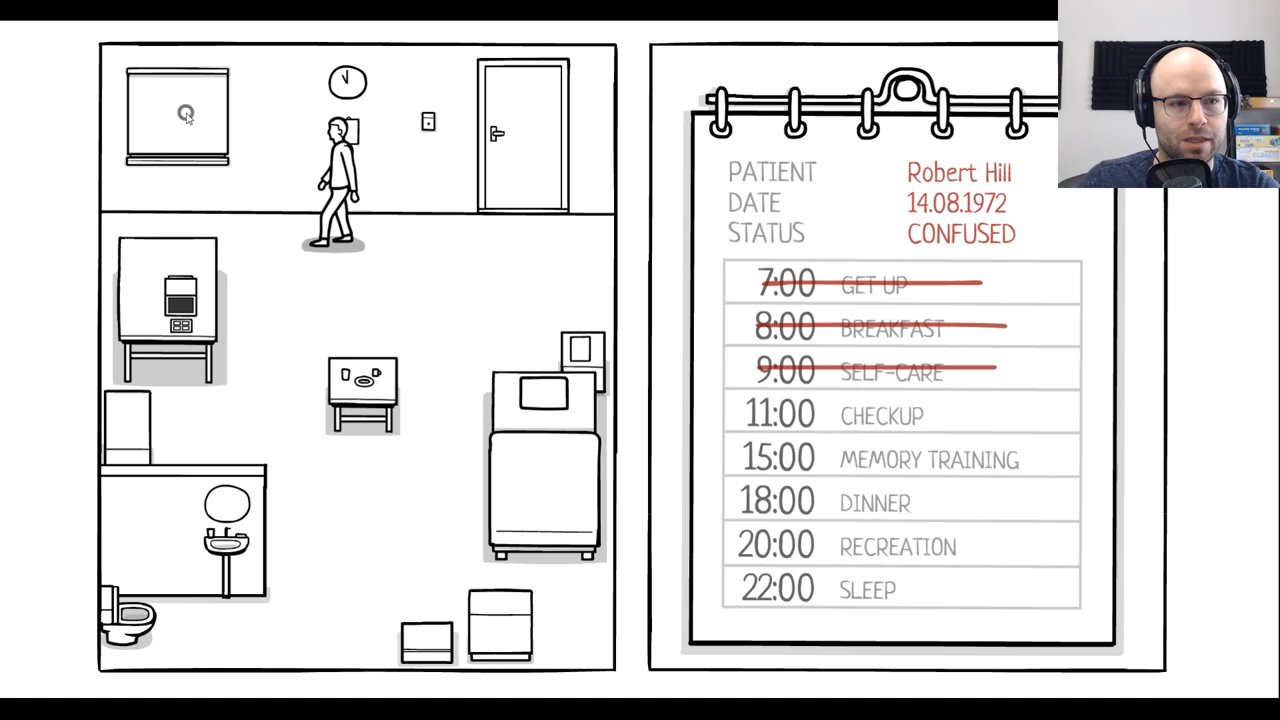 PATIENT Robert Hill
DATE 14.08.1972
STATUS CONFUSED
7:00 GET UP
8:00 BREAKFAST
9:00 SELF-CARE
11:00 CHECKUP
15:00 MEMORY TRAINING
18:00 DINNER
20:00 RECREATION
22:00 SLEEP